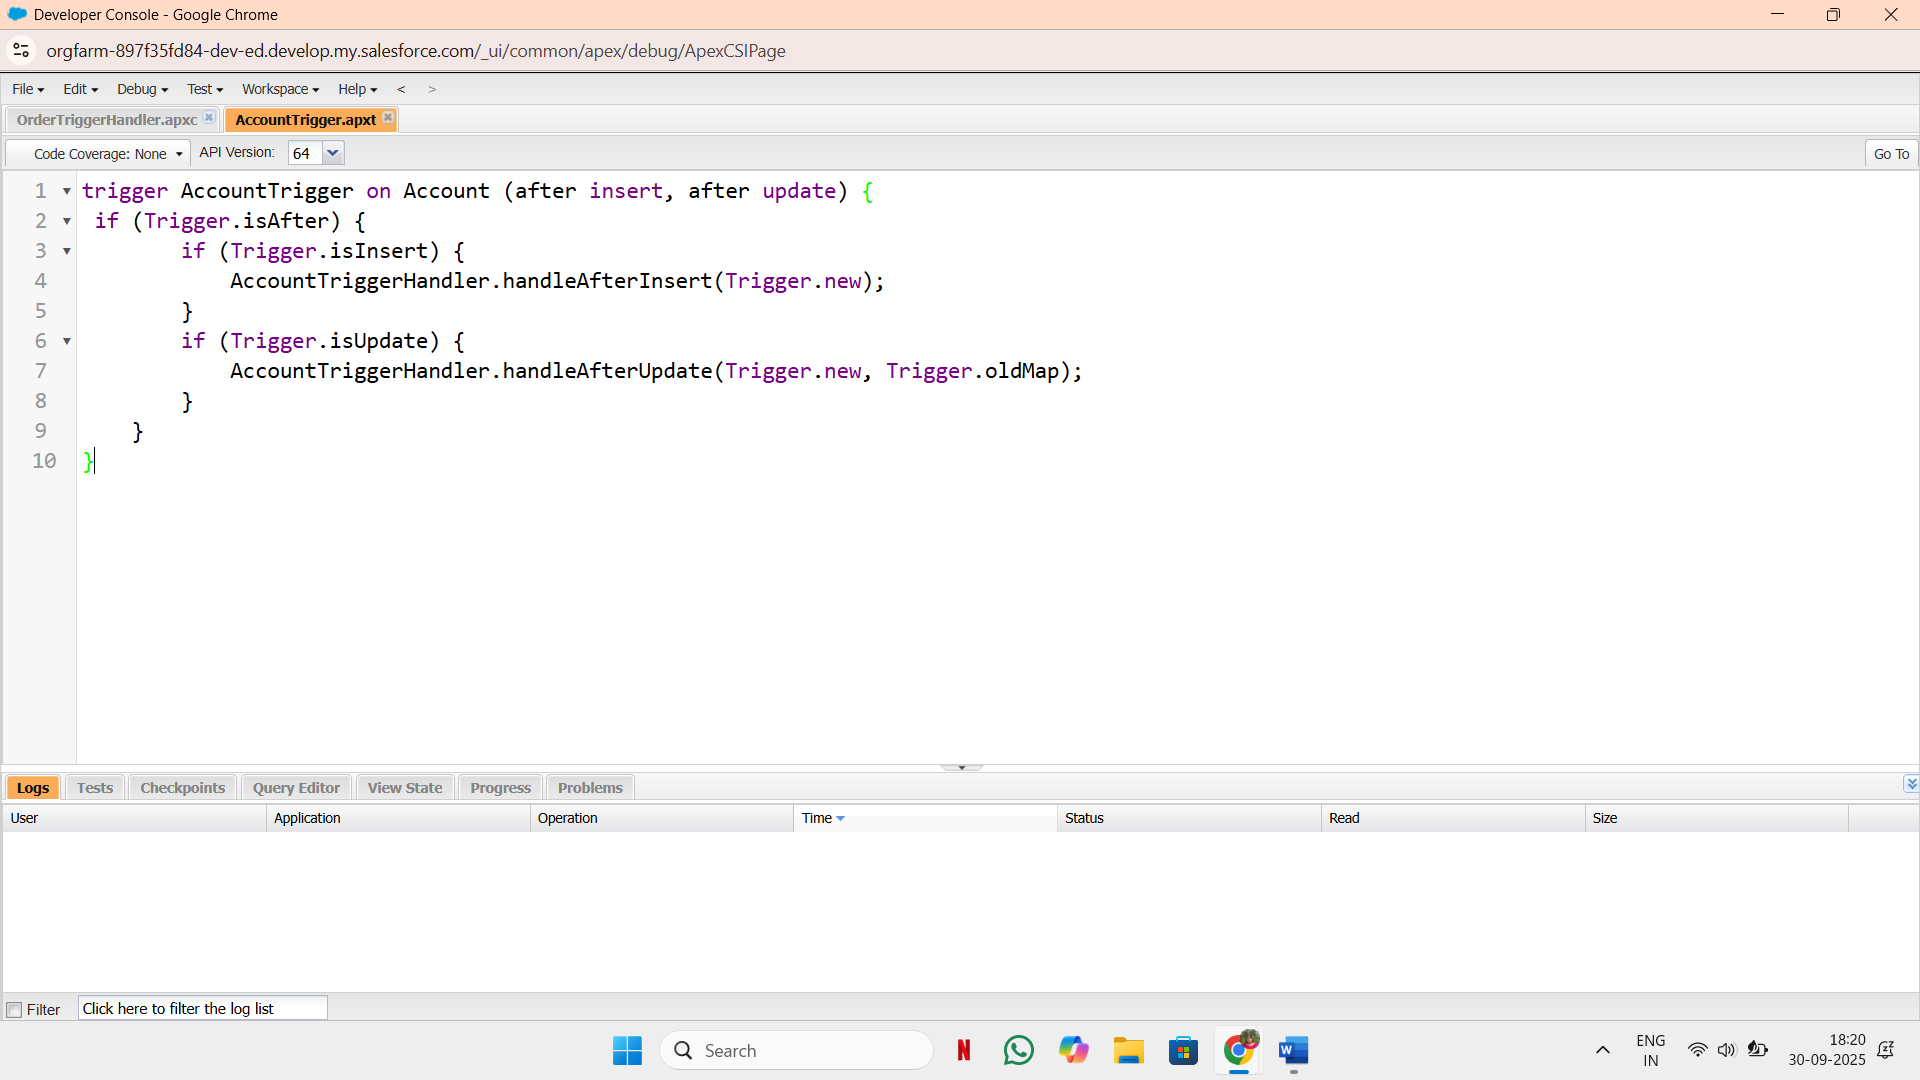 Developer Console - Google Chrome
orgfarm-897f35fd84-dev-ed.develop.my.salesforce.com/_ui/common/apex/debug/ApexCSIPage
File Edit Debug Test Workspace Help < >
OrderTriggerHandler.apxc AccountTrigger.apxt
Code Coverage: None API Version: 64 Go To
1 trigger AccountTrigger on Account (after insert, after update) {
2 if (Trigger.isAfter) {
3 if (Trigger.isInsert) {
4 AccountTriggerHandler.handleAfterInsert(Trigger.new);
5 }
6 if (Trigger.isUpdate) {
7 AccountTriggerHandler.handleAfterUpdate(Trigger.new, Trigger.oldMap);
8 }
9 }
10 }
Logs Tests Checkpoints Query Editor View State Progress Problems
User Application Operation Time Status Read Size
Filter Click here to filter the log list
Search N W ENG 18:20
IN 30-09-2025